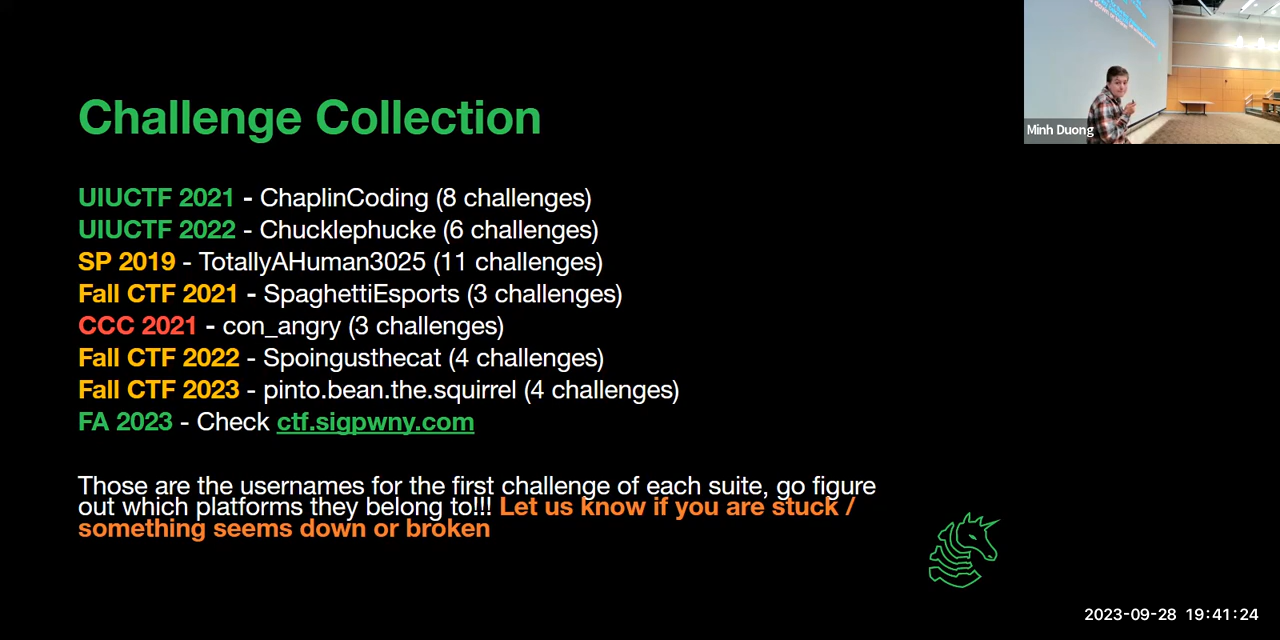 Challenge Collection
UIUCTF 2021 - ChaplinCoding (8 challenges)
UIUCTF 2022 - Chucklephucke (6 challenges)
SP 2019 - TotallyAHuman3025 (11 challenges)
Fall CTF 2021 - SpaghettiEsports (3 challenges)
CCC 2021 - con_angry (3 challenges)
Fall CTF 2022 - Spoingusthecat (4 challenges)
Fall CTF 2023 - pinto.bean.the.squirrel (4 challenges)
FA 2023 - Check ctf.sigpwny.com
Those are the usernames for the first challenge of each suite, go figure
out which platforms they belong to!!! Let us know if you are stuck /
something seems down or broken
Minh Duong
2023-09-28 19:41:24